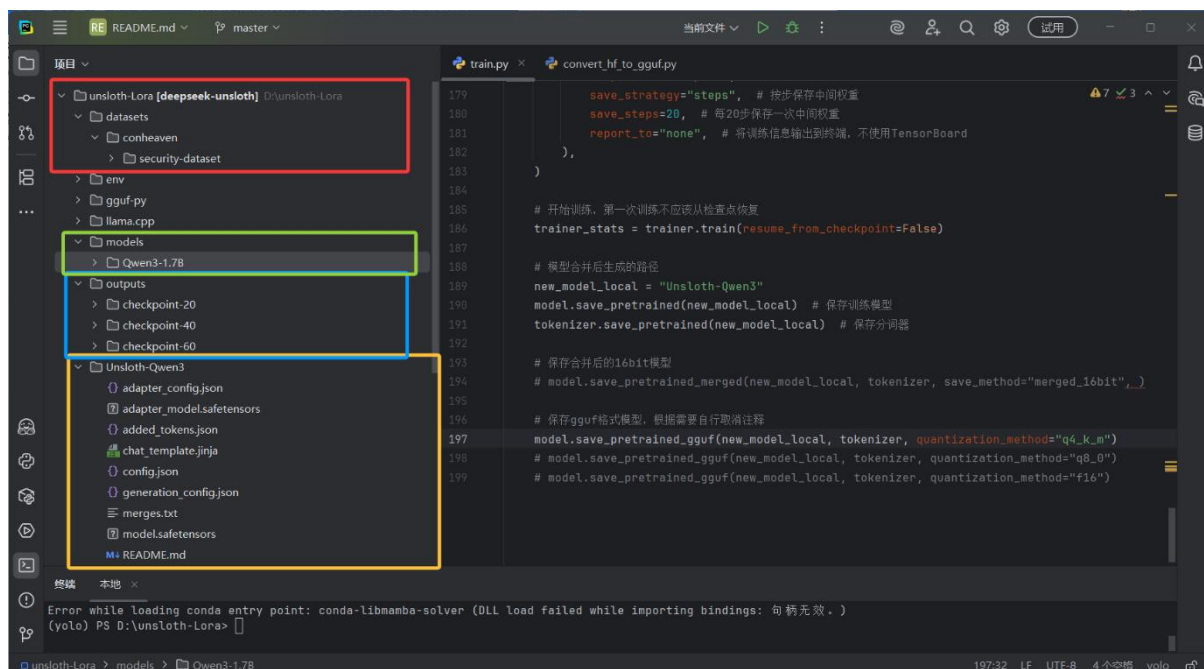 RE README.md master 当前文件 试用
项目
train.py convert_hf_to_gguf.py
unsloth-Lora [deepseek-unsloth] D:\unsloth-Lora
datasets
conheaven
security-dataset
env
gguf-py
llama.cpp
models
Qwen3-1.7B
outputs
checkpoint-20
checkpoint-40
checkpoint-60
Unsloth-Qwen3
adapter_config.json
adapter_model.safetensors
added_tokens.json
chat_template.jinja
config.json
generation_config.json
merges.txt
model.safetensors
README.md
7 3
179 save_strategy="steps", # 按步保存中间权重
180 save_steps=20, # 每20步保存一次中间权重
181 report_to="none", # 将训练信息输出到终端，不使用TensorBoard
182 ),
183 )
184
185 # 开始训练，第一次训练不应该从检查点恢复
186 trainer_stats = trainer.train(resume_from_checkpoint=False)
187
188 # 模型合并后生成的路径
189 new_model_local = "Unsloth-Qwen3"
190 model.save_pretrained(new_model_local) # 保存训练模型
191 tokenizer.save_pretrained(new_model_local) # 保存分词器
192
193 # 保存合并后的16bit模型
194 # model.save_pretrained_merged(new_model_local, tokenizer, save_method="merged_16bit", )
195
196 # 保存gguf格式模型，根据需要自行取消注释
197 model.save_pretrained_gguf(new_model_local, tokenizer, quantization_method="q4_k_m")
198 # model.save_pretrained_gguf(new_model_local, tokenizer, quantization_method="q8_0")
199 # model.save_pretrained_gguf(new_model_local, tokenizer, quantization_method="f16")
终端 本地
Error while loading conda entry point: conda-libmamba-solver (DLL load failed while importing bindings: 句柄无效。)
(yolo) PS D:\unsloth-Lora>
unsloth-Lora > models > Qwen3-1.7B 197:32 LF UTF-8 4个空格 yolo